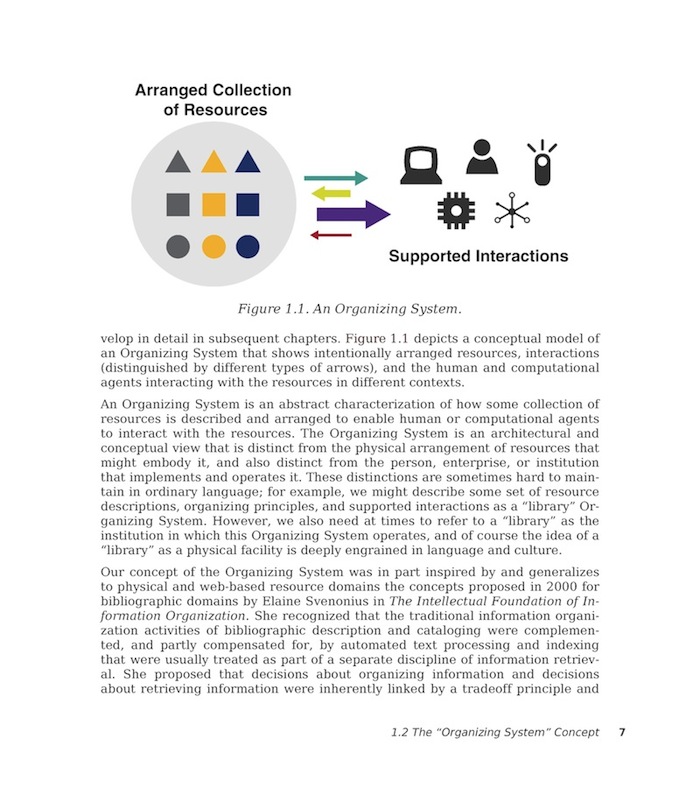 Arranged Collection
of Resources
Supported Interactions
Figure 1.1. An Organizing System.
velop in detail in subsequent chapters. Figure 1.1 depicts a conceptual model of
an Organizing System that shows intentionally arranged resources, interactions
(distinguished by different types of arrows), and the human and computational
agents interacting with the resources in different contexts.
An Organizing System is an abstract characterization of how some collection of
resources is described and arranged to enable human or computational agents
to interact with the resources. The Organizing System is an architectural and
conceptual view that is distinct from the physical arrangement of resources that
might embody it, and also distinct from the person, enterprise, or institution
that implements and operates it. These distinctions are sometimes hard to main-
tain in ordinary language; for example, we might describe some set of resource
descriptions, organizing principles, and supported interactions as a “library” Or-
ganizing System. However, we also need at times to refer to a “library” as the
institution in which this Organizing System operates, and of course the idea of a
“library” as a physical facility is deeply engrained in language and culture.
Our concept of the Organizing System was in part inspired by and generalizes
to physical and web-based resource domains the concepts proposed in 2000 for
bibliographic domains by Elaine Svenonius in The Intellectual Foundation of In-
formation Organization. She recognized that the traditional information organi-
zation activities of bibliographic description and cataloging were complemen-
ted, and partly compensated for, by automated text processing and indexing
that were usually treated as part of a separate discipline of information retriev-
al. She proposed that decisions about organizing information and decisions
about retrieving information were inherently linked by a tradeoff principle and
1.2 The “Organizing System” Concept 7